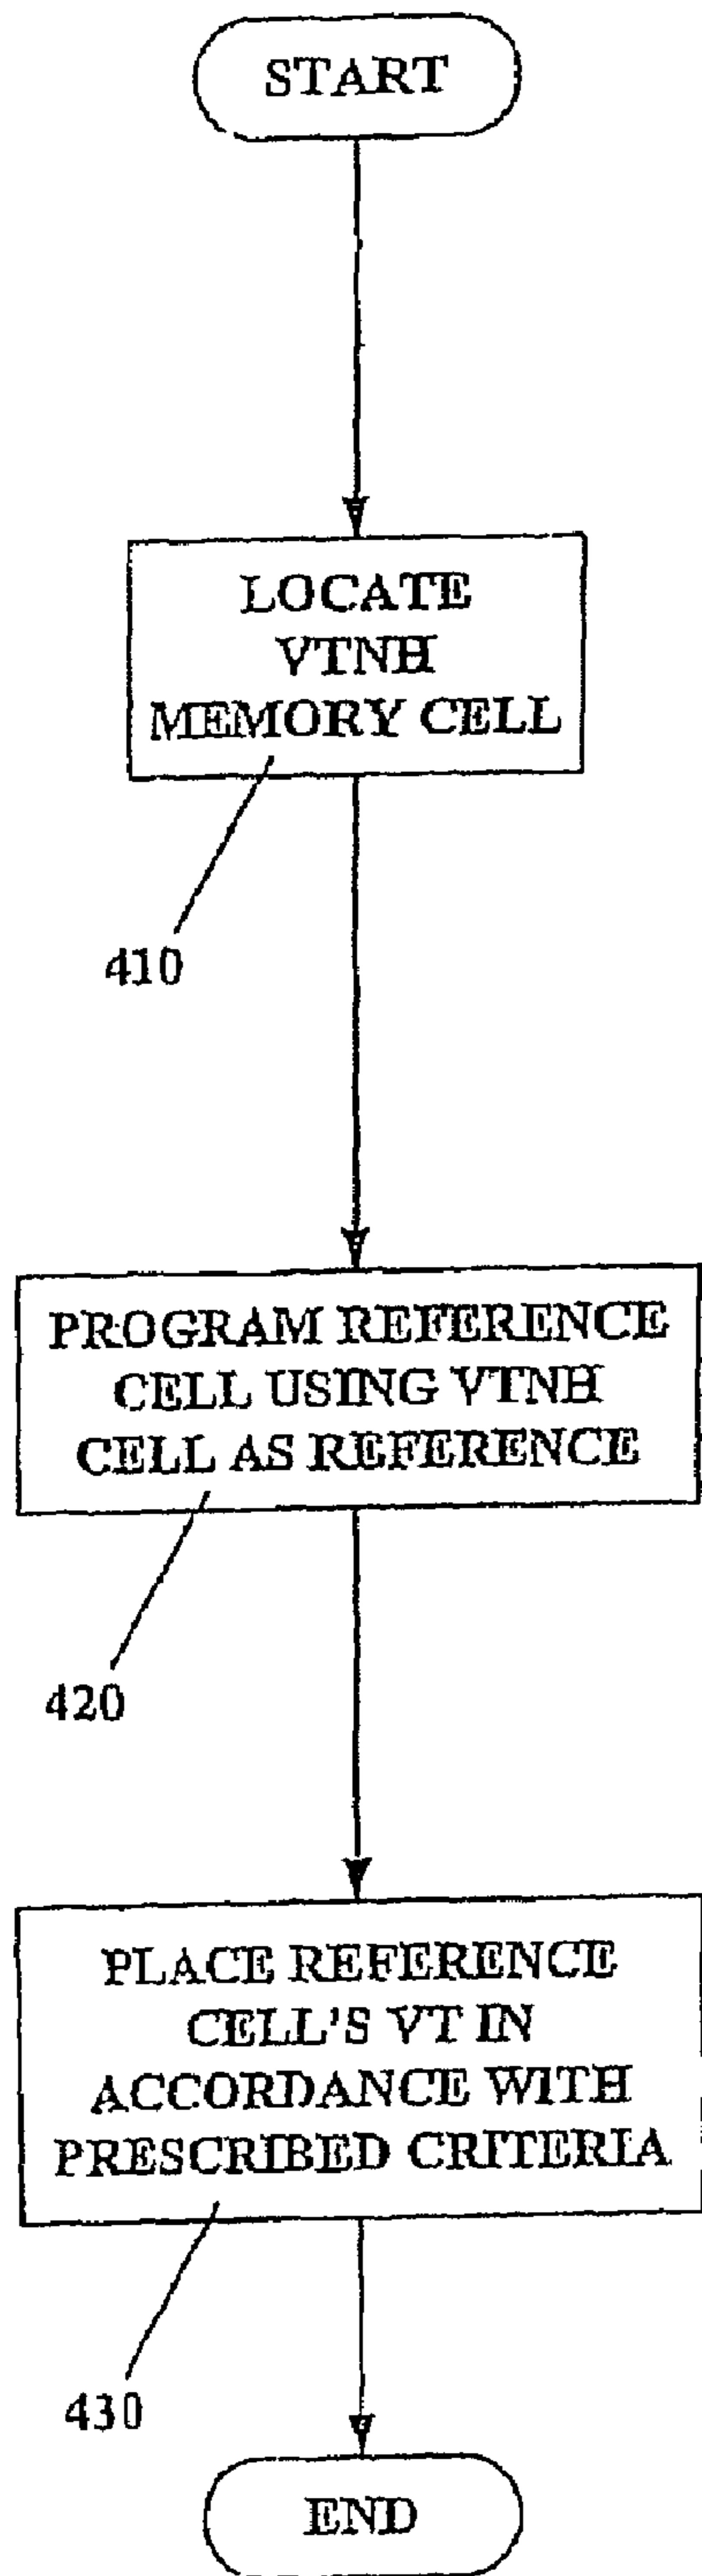 START
LOCATE
VTNH
MEMORY CELL
410
PROGRAM REFERENCE
CELL USING VTNH
CELL AS REFERENCE
420
PLACE REFERENCE
CELL'S VT IN
ACCORDANCE WITH
PRESCRIBED CRITERIA
430
END